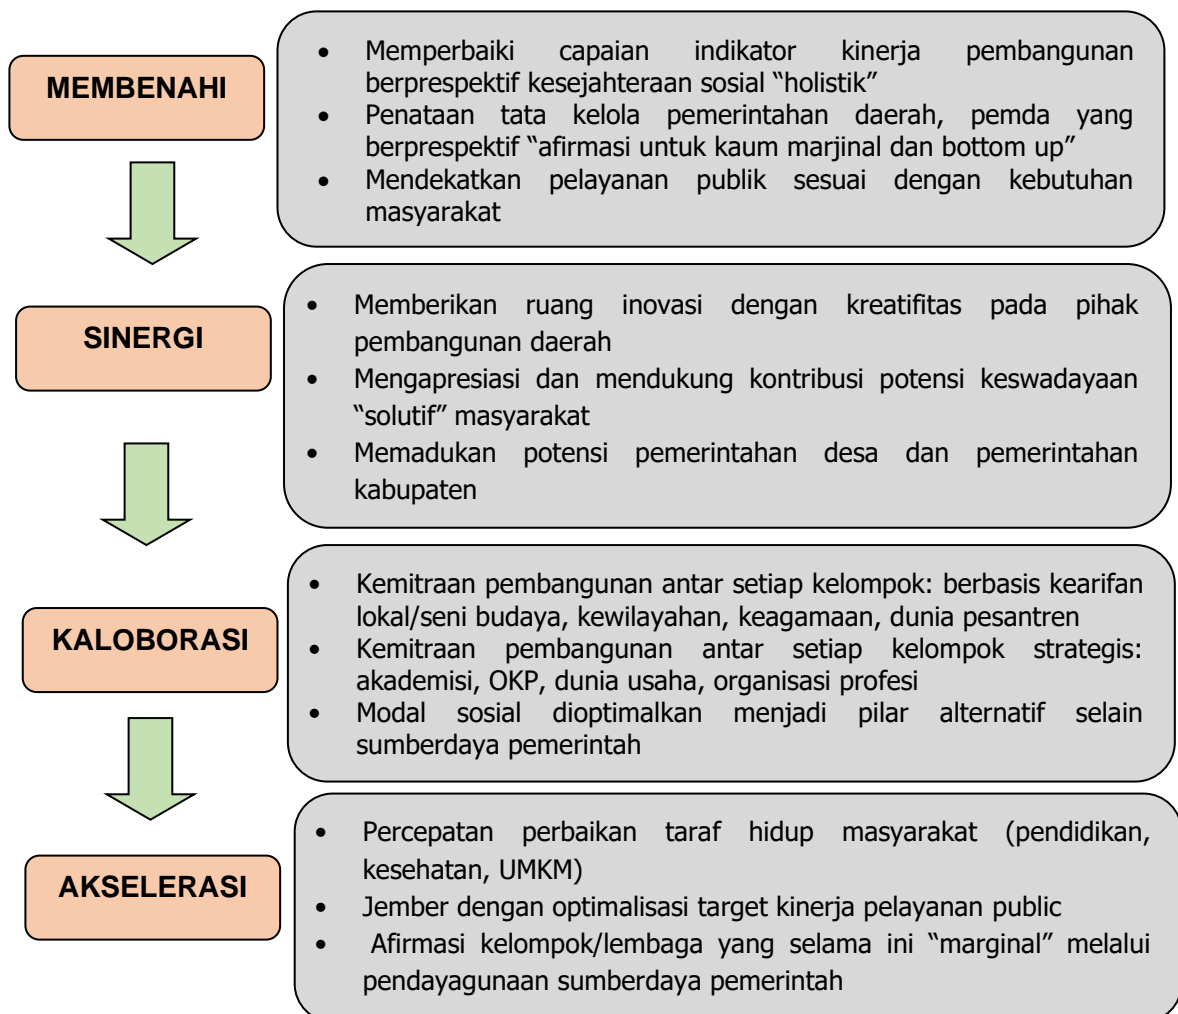 MEMBENAHI
• Memperbaiki capaian indikator kinerja pembangunan
berprespektif kesejahteraan sosial “holistik”
• Penataan tata kelola pemerintahan daerah, pemda yang
berprespektif “afirmasi untuk kaum marjinal dan bottom up”
• Mendekatkan pelayanan publik sesuai dengan kebutuhan
masyarakat
SINERGI
• Memberikan ruang inovasi dengan kreatifitas pada pihak
pembangunan daerah
• Mengapresiasi dan mendukung kontribusi potensi keswadayaan
“solutif” masyarakat
• Memadukan potensi pemerintahan desa dan pemerintahan
kabupaten
KALOBORASI
• Kemitraan pembangunan antar setiap kelompok: berbasis kearifan
lokal/seni budaya, kewilayahan, keagamaan, dunia pesantren
• Kemitraan pembangunan antar setiap kelompok strategis:
akademisi, OKP, dunia usaha, organisasi profesi
• Modal sosial dioptimalkan menjadi pilar alternatif selain
sumberdaya pemerintah
AKSELERASI
• Percepatan perbaikan taraf hidup masyarakat (pendidikan,
kesehatan, UMKM)
• Jember dengan optimalisasi target kinerja pelayanan public
• Afirmasi kelompok/lembaga yang selama ini “marginal” melalui
pendayagunaan sumberdaya pemerintah